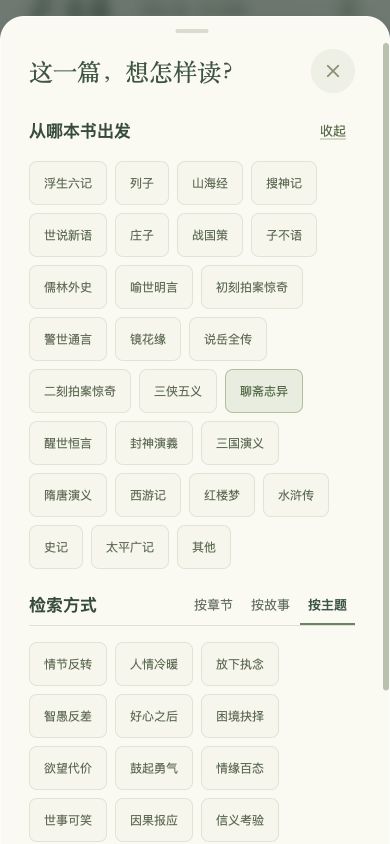 这一篇，想怎样读?
从哪本书出发 收起
浮生六记 列子 山海经 搜神记
世说新语 庄子 战国策 子不语
儒林外史 喻世明言 初刻拍案惊奇
警世通言 镜花缘 说岳全传
二刻拍案惊奇 三侠五义 聊斋志异
醒世恒言 封神演義 三国演义
隋唐演义 西游记 红楼梦 水浒传
史记 太平广记 其他
检索方式 按章节 按故事 按主题
情节反转 人情冷暖 放下执念
智愚反差 好心之后 困境抉择
欲望代价 鼓起勇气 情缘百态
世事可笑 因果报应 信义考验